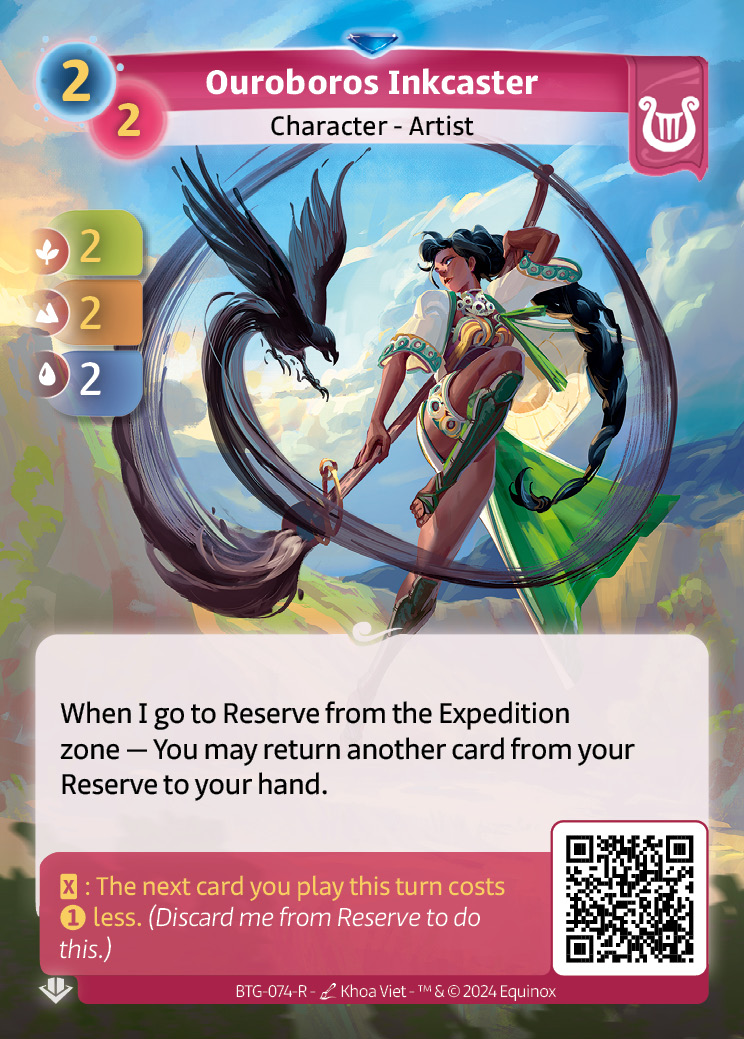 2
Ouroboros Inkcaster
2
Character - Artist
2
2
2
When I go to Reserve from the Expedition
zone — You may return another card from your
Reserve to your hand.
X : The next card you play this turn costs
1 less. (Discard me from Reserve to do
this.)
BTG-074-R - Khoa Viet - ™ & © 2024 Equinox